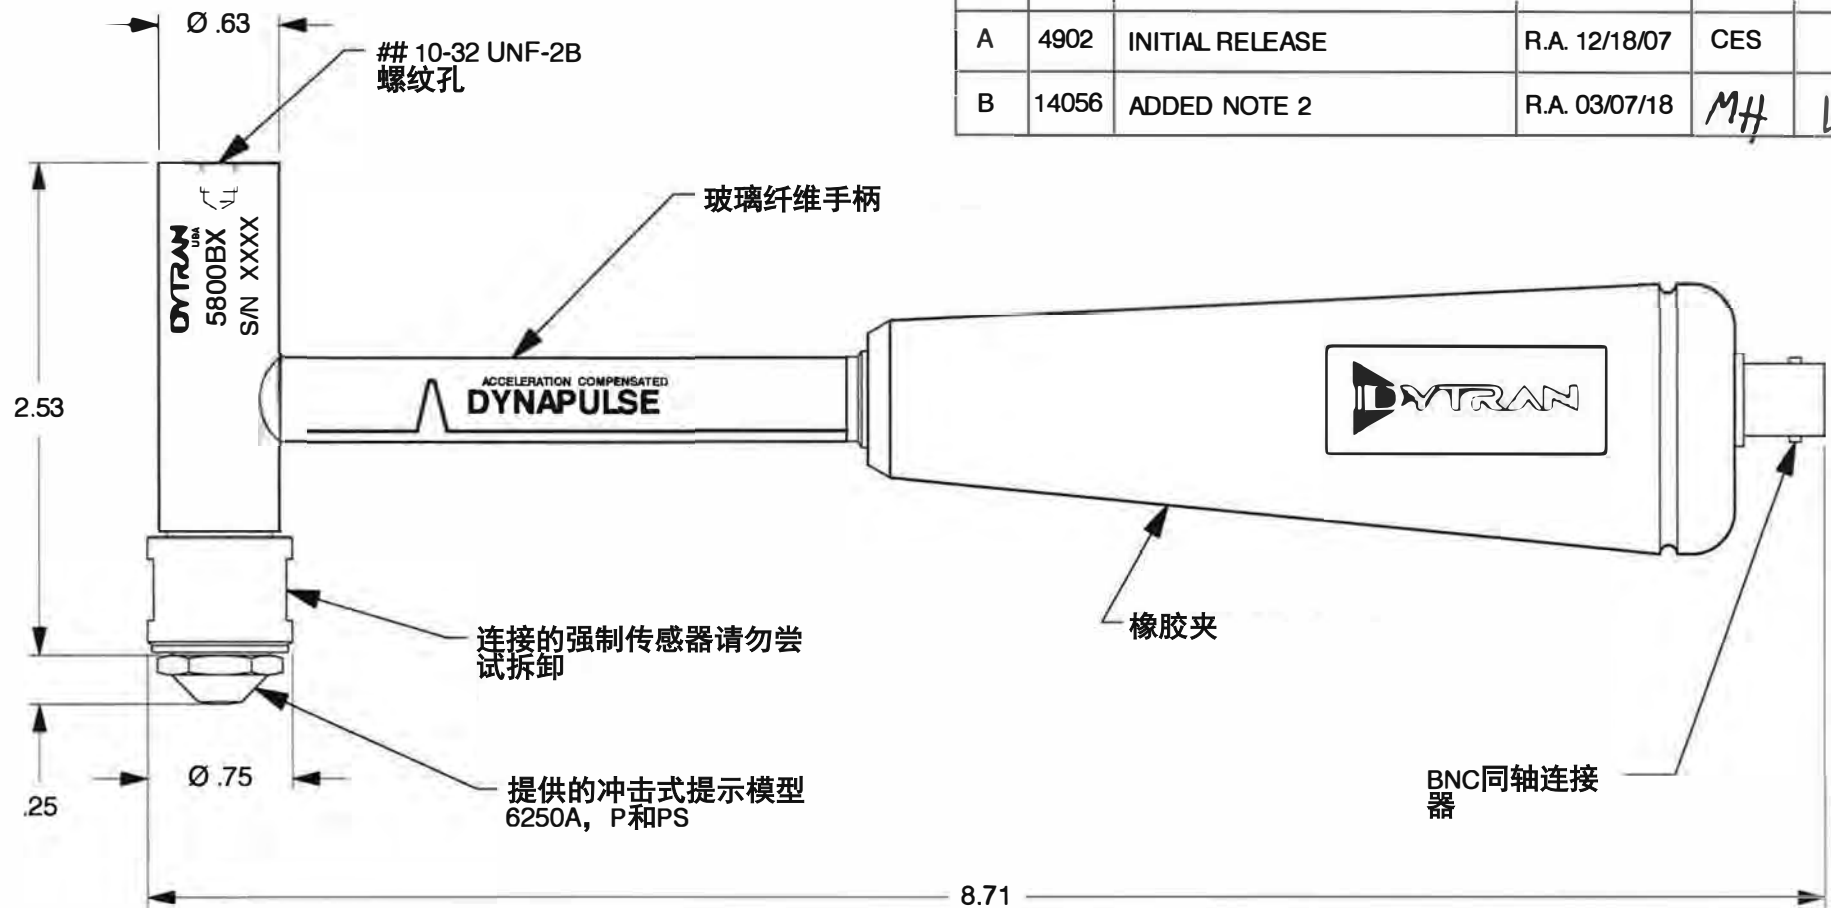 Ø .63
## 10-32 UNF-2B
螺纹孔
A 4902 INITIAL RELEASE R.A. 12/18/07 CES
B 14056 ADDED NOTE 2 R.A. 03/07/18 MH
玻璃纤维手柄
DYTRAN
USA
5800BX
S/N XXXX
2.53
ACCELERATION COMPENSATED
DYNAPULSE
DYTRAN
橡胶夹
连接的强制传感器请勿尝
试拆卸
Ø .75
.25
提供的冲击式提示模型
6250A，P和PS
BNC同轴连接
器
8.71